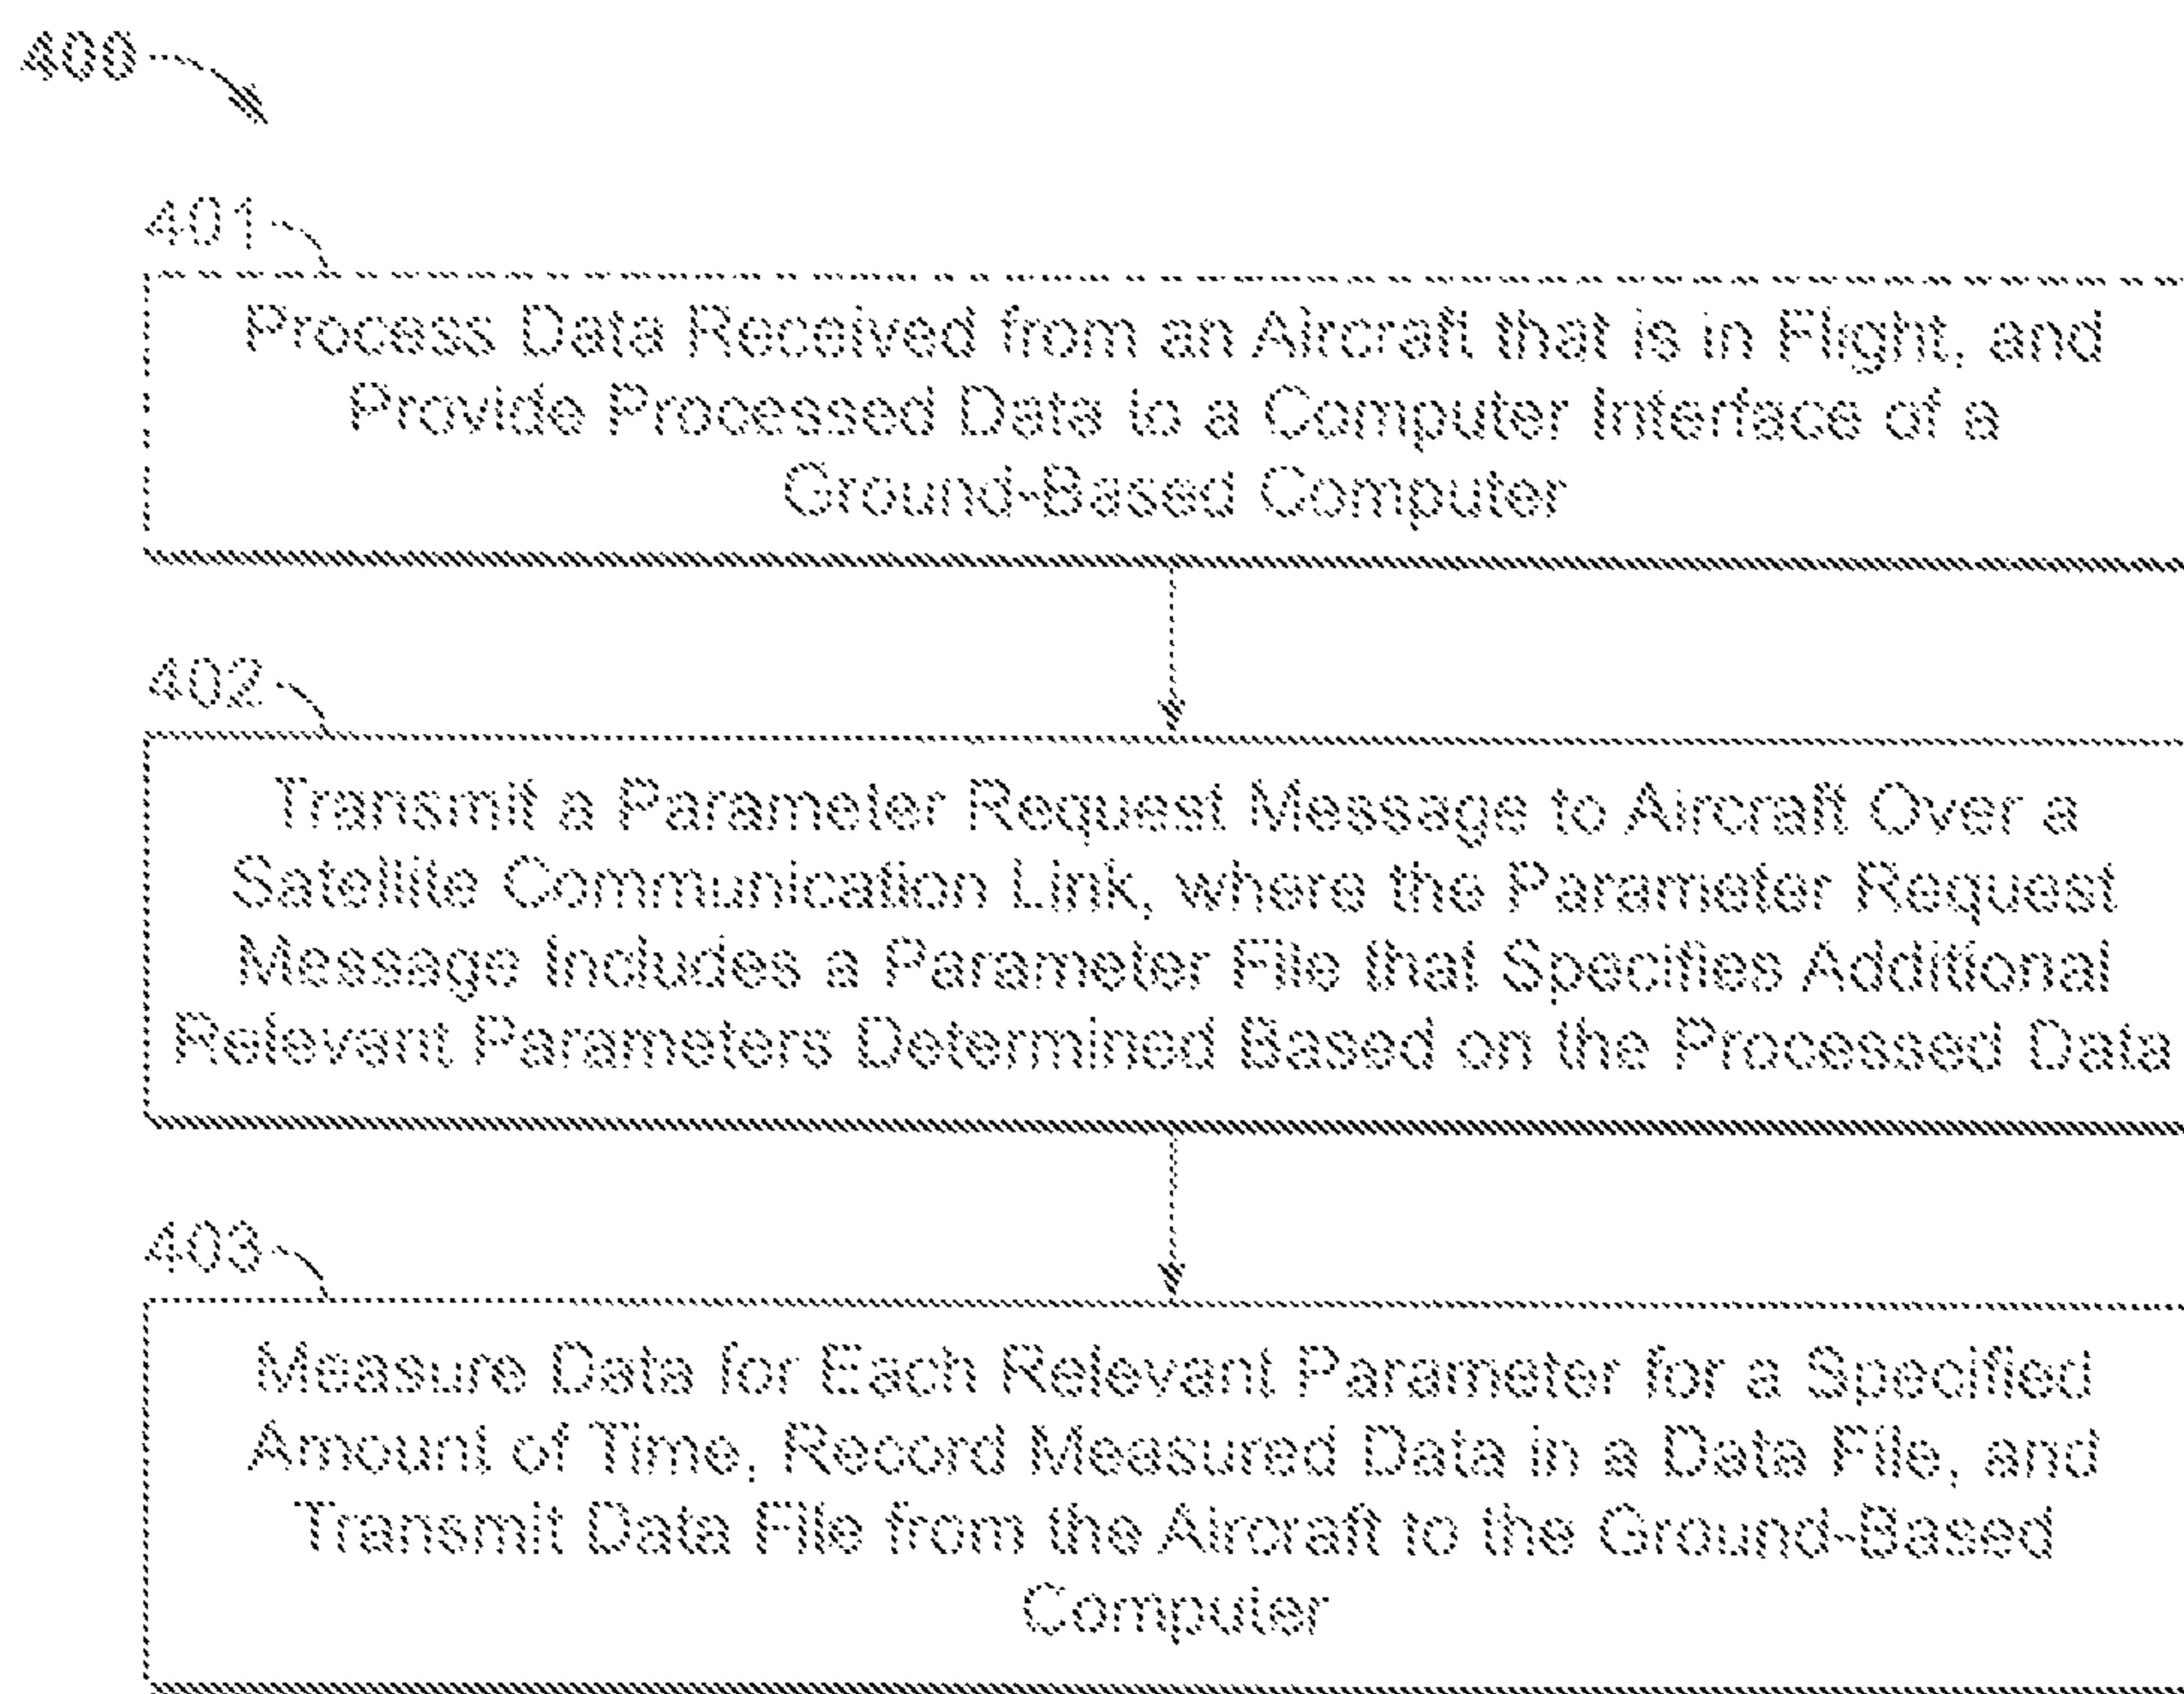 400
401
Process Data Received from an Aircraft that is in Flight, and
Provide Processed Data to a Computer Interface of a
Ground-Based Computer
402
Transmit a Parameter Request Message to Aircraft Over a
Satellite Communication Link, where the Parameter Request
Message Includes a Parameter File that Specifies Additional
Relevant Parameters Determined Based on the Processed Data
403
Measure Data for Each Relevant Parameter for a Specified
Amount of Time, Record Measured Data in a Data File, and
Transmit Data File from the Aircraft to the Ground-Based
Computer